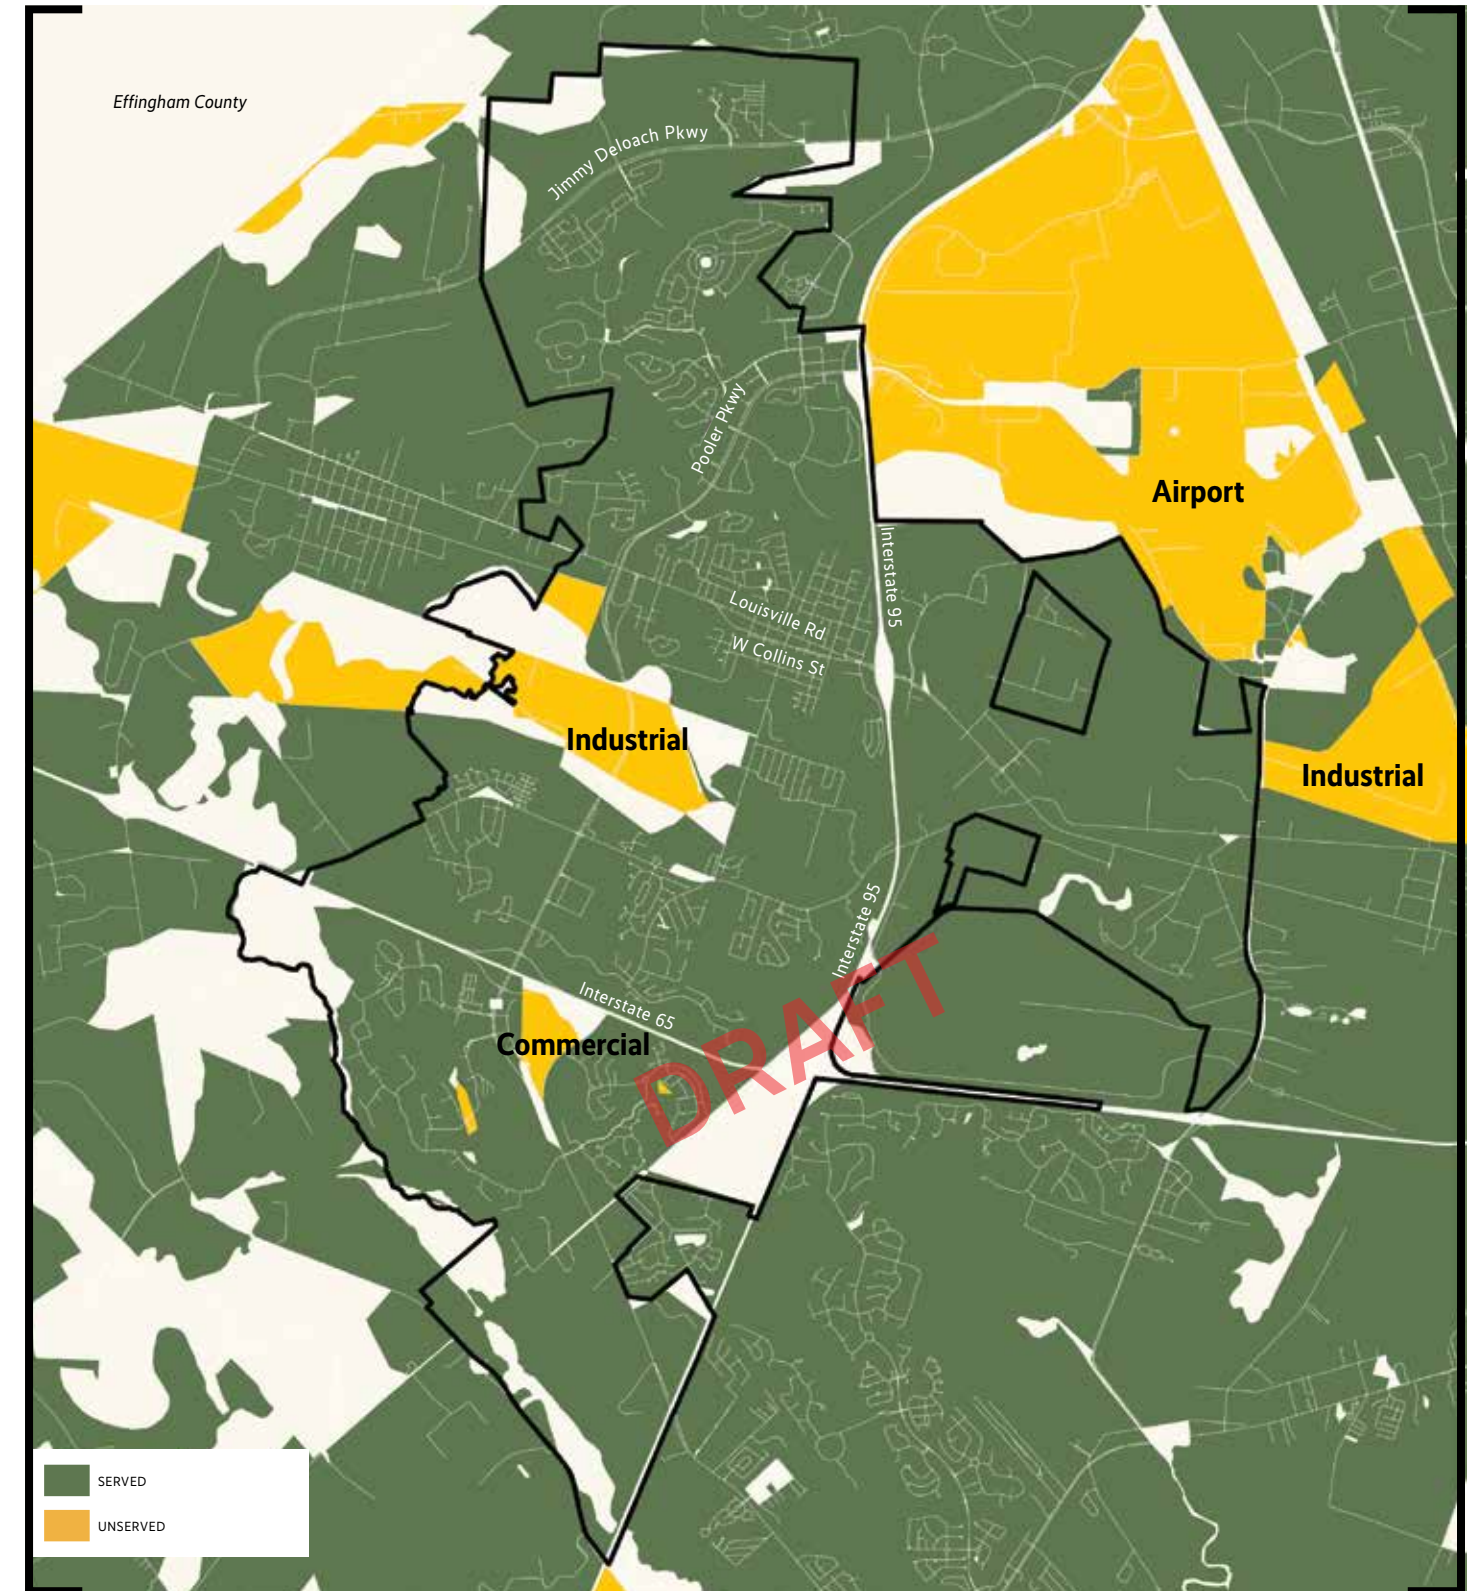 Effingham County
Jimmy Deloach Pkwy
Pooler Pkwy
Airport
Interstate 95
Louisville Rd
W Collins St
Industrial
Industrial
Interstate 95
Interstate 65
Commercial
DRAFT
SERVED
UNSERVED